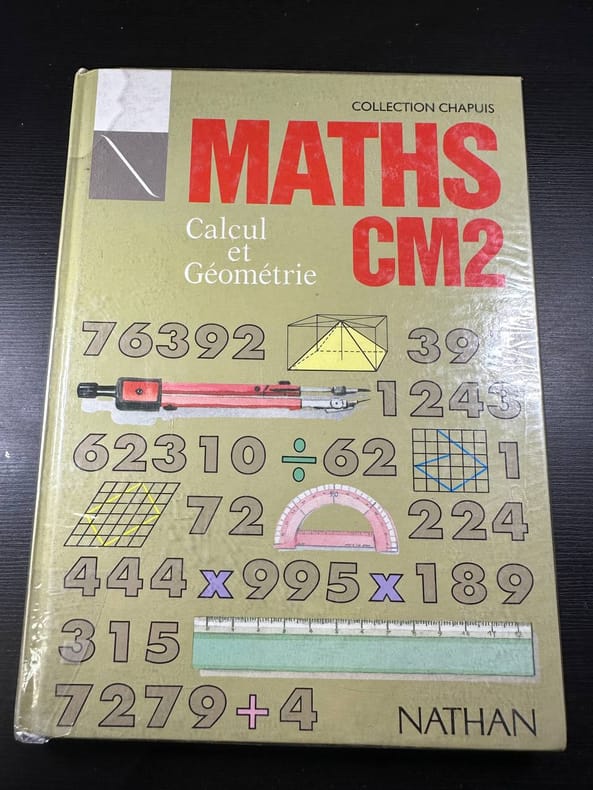 COLLECTION CHAPUIS
MATHS
CM2
Calcul
et
Géométrie
76392 39
1243
62310 ÷ 62 1
72 224
444 x 995 x 189
315
7279 + 4
NATHAN